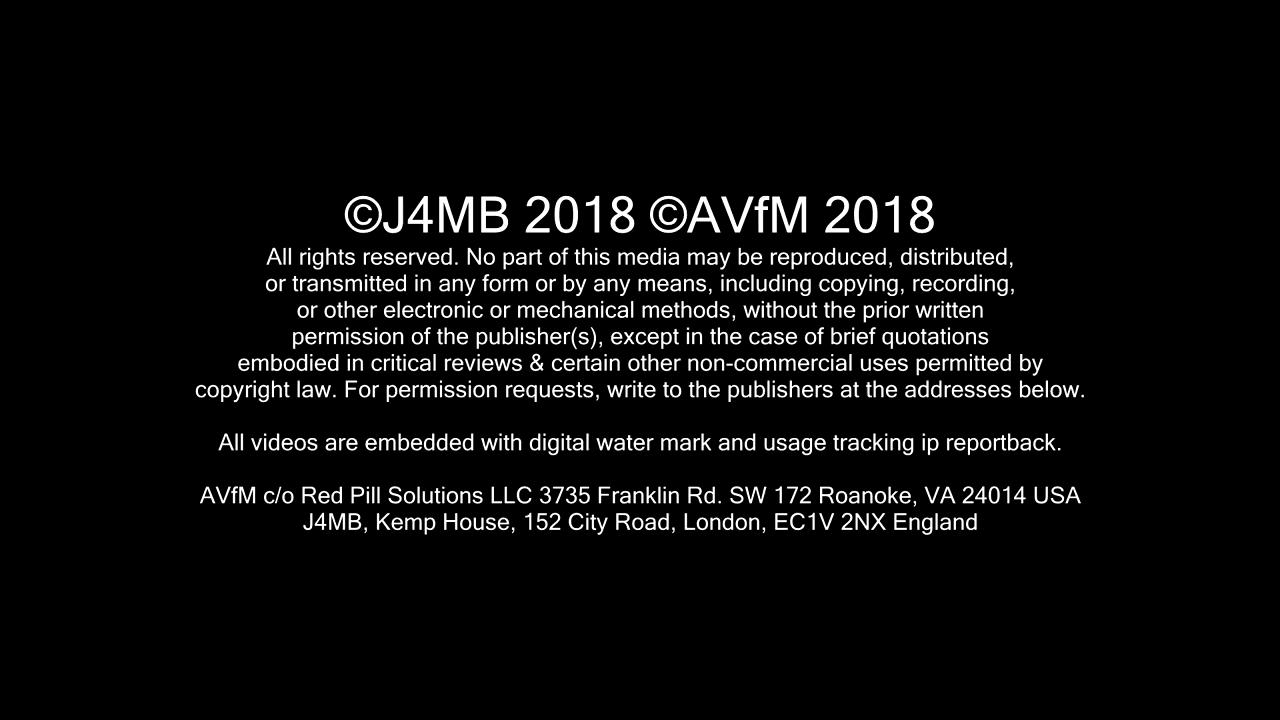 ©J4MB 2018 ©AVfM 2018
All rights reserved. No part of this media may be reproduced, distributed,
or transmitted in any form or by any means, including copying, recording,
or other electronic or mechanical methods, without the prior written
permission of the publisher(s), except in the case of brief quotations
embodied in critical reviews & certain other non-commercial uses permitted by
copyright law. For permission requests, write to the publishers at the addresses below.
All videos are embedded with digital water mark and usage tracking ip reportback.
AVfM c/o Red Pill Solutions LLC 3735 Franklin Rd. SW 172 Roanoke, VA 24014 USA
J4MB, Kemp House, 152 City Road, London, EC1V 2NX England